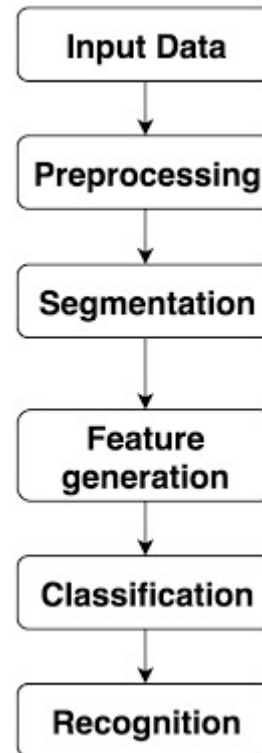 Input Data
Preprocessing
Segmentation
Feature
generation
Classification
Recognition